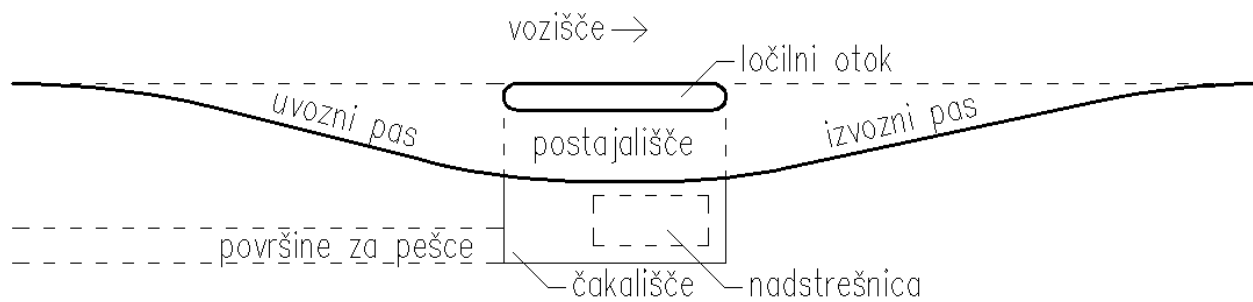 vozišče
ločilni otok
uvozni pas
postajališče
izvozni pas
površine za pešce
čakališče
nadstrešnica